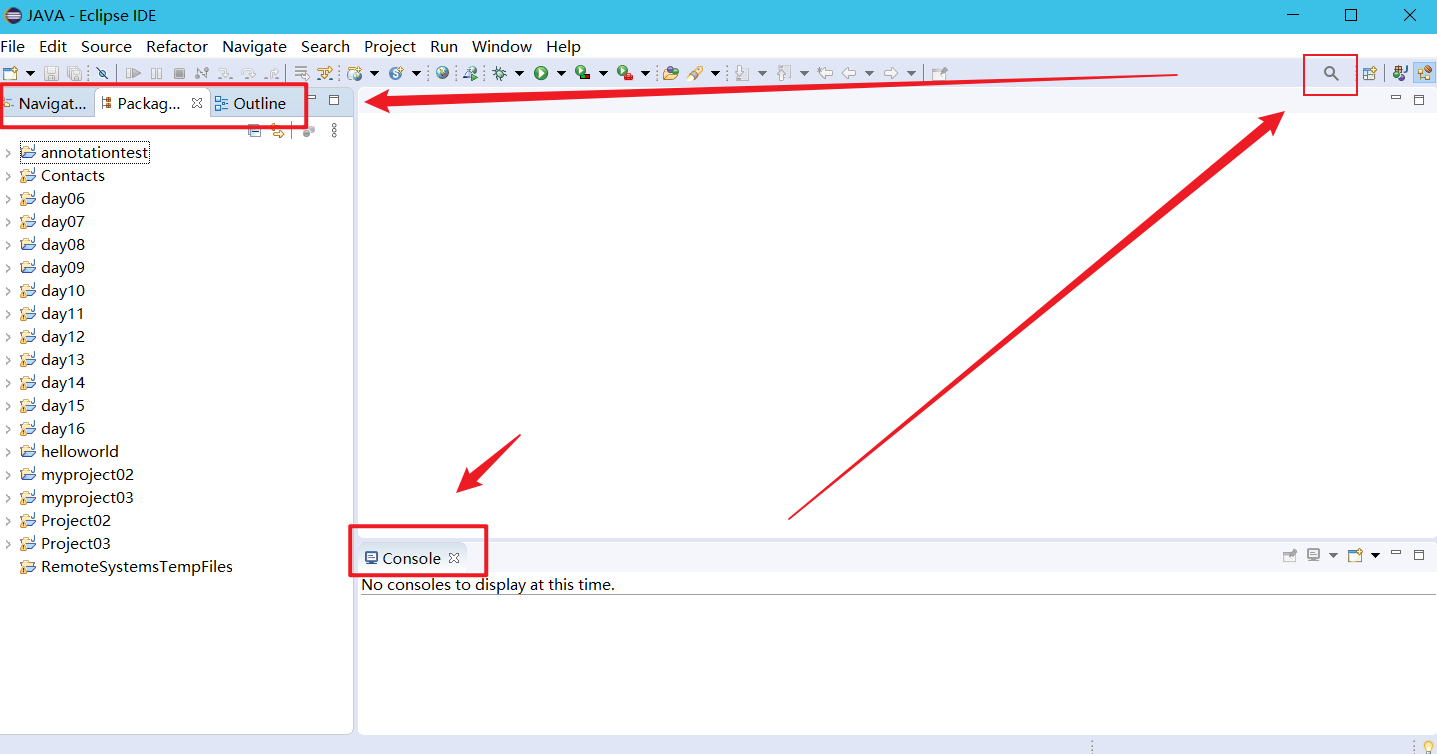 JAVA - Eclipse IDE
File Edit Source Refactor Navigate Search Project Run Window Help
Navigat... Packag... Outline
annotationtest
Contacts
day06
day07
day08
day09
day10
day11
day12
day13
day14
day15
day16
helloworld
myproject02
myproject03
Project02
Project03
RemoteSystemsTempFiles
Console
No consoles to display at this time.